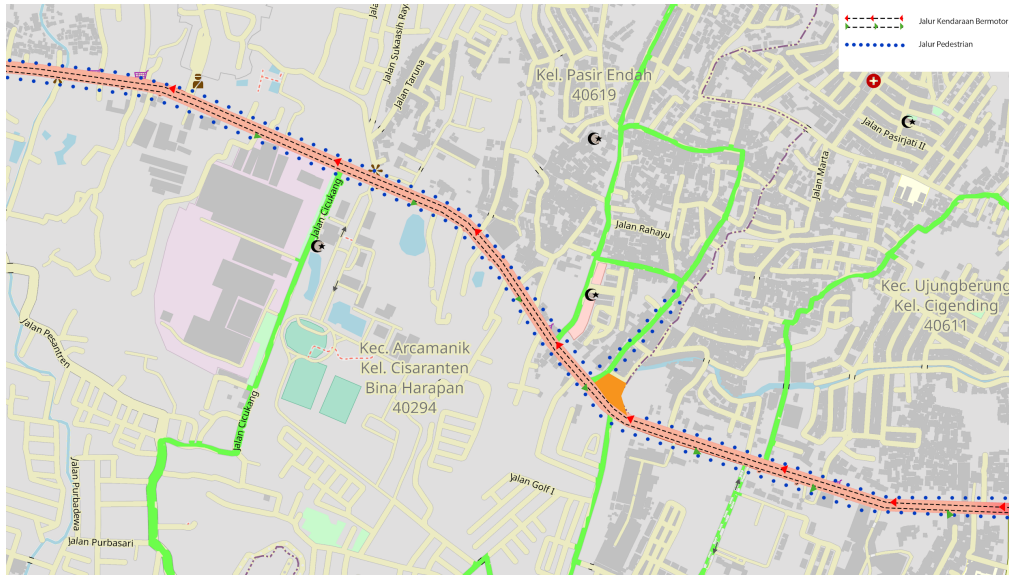 Jalur Kendaraan Bermotor
Jalur Pedestrian
Jala
Jalan Sukaasih Ray
Jalan Taruna
Kel. Pasir Endah
40619
Jalan Pasirjati II
Jalan Marta
Jalan Cicukang
Jalan Rahayu
Kec. Ujungberung
Kel. Cigending
40611
Jalan Pesantren
Kec. Arcamanik
Kel. Cisaranten
Bina Harapan
40294
Jalan Cicukang
Jalan Purbadewa
Jalan Golf I
Jalan Purbasari